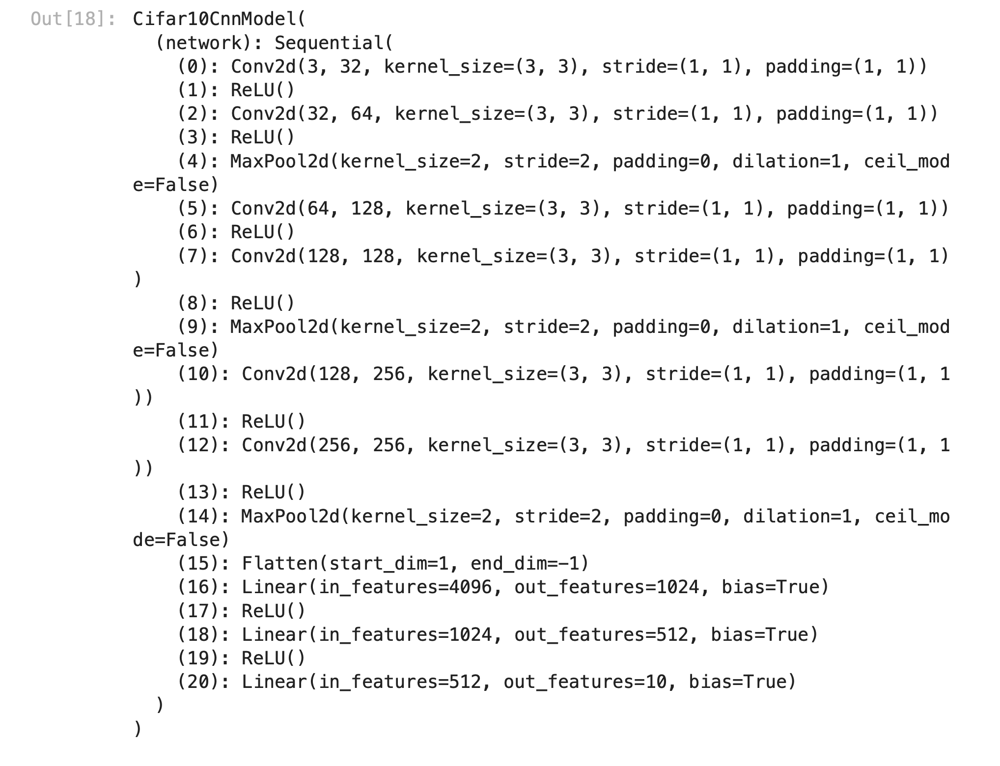 Out[18]: Cifar10CnnModel(
  (network): Sequential(
    (0): Conv2d(3, 32, kernel_size=(3, 3), stride=(1, 1), padding=(1, 1))
    (1): ReLU()
    (2): Conv2d(32, 64, kernel_size=(3, 3), stride=(1, 1), padding=(1, 1))
    (3): ReLU()
    (4): MaxPool2d(kernel_size=2, stride=2, padding=0, dilation=1, ceil_mod
e=False)
    (5): Conv2d(64, 128, kernel_size=(3, 3), stride=(1, 1), padding=(1, 1))
    (6): ReLU()
    (7): Conv2d(128, 128, kernel_size=(3, 3), stride=(1, 1), padding=(1, 1)
)
    (8): ReLU()
    (9): MaxPool2d(kernel_size=2, stride=2, padding=0, dilation=1, ceil_mod
e=False)
    (10): Conv2d(128, 256, kernel_size=(3, 3), stride=(1, 1), padding=(1, 1
))
    (11): ReLU()
    (12): Conv2d(256, 256, kernel_size=(3, 3), stride=(1, 1), padding=(1, 1
))
    (13): ReLU()
    (14): MaxPool2d(kernel_size=2, stride=2, padding=0, dilation=1, ceil_mo
de=False)
    (15): Flatten(start_dim=1, end_dim=-1)
    (16): Linear(in_features=4096, out_features=1024, bias=True)
    (17): ReLU()
    (18): Linear(in_features=1024, out_features=512, bias=True)
    (19): ReLU()
    (20): Linear(in_features=512, out_features=10, bias=True)
  )
)